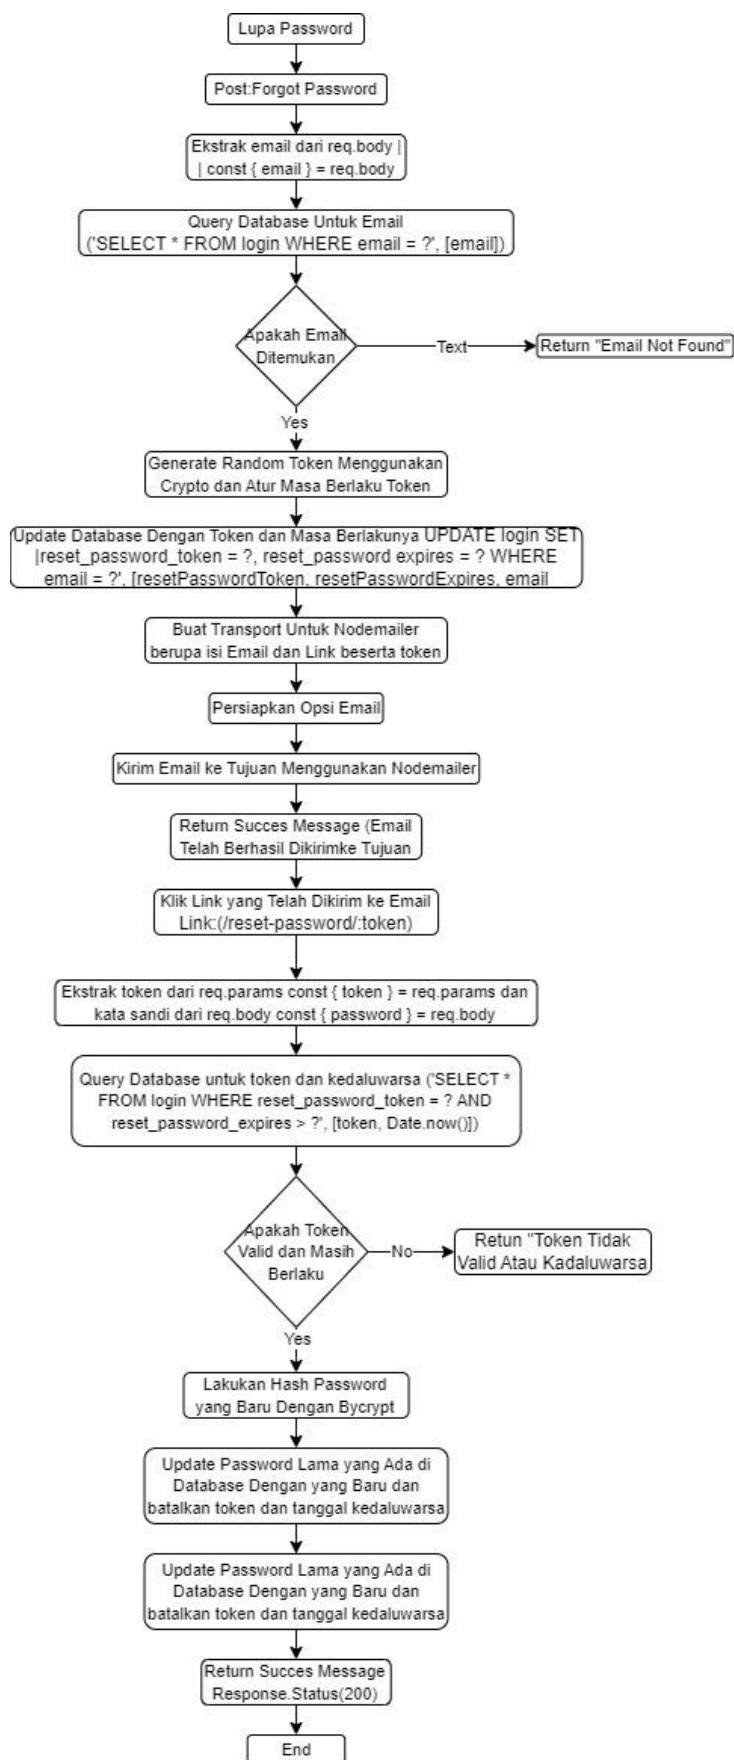 Lupa Password
Post:Forgot Password
Ekstrak email dari req.body |
| const { email } = req.body
Query Database Untuk Email
('SELECT * FROM login WHERE email = ?', [email])
Apakah Email
Ditemukan
Text
Return "Email Not Found"
Yes
Generate Random Token Menggunakan
Crypto dan Atur Masa Berlaku Token
Update Database Dengan Token dan Masa Berlakunya UPDATE login SET
|reset_password_token = ?, reset_password expires = ? WHERE
email = ?', [resetPasswordToken, resetPasswordExpires, email
Buat Transport Untuk Nodemailer
berupa isi Email dan Link beserta token
Persiapkan Opsi Email
Kirim Email ke Tujuan Menggunakan Nodemailer
Return Succes Message (Email
Telah Berhasil Dikirimke Tujuan
Klik Link yang Telah Dikirim ke Email
Link:(/reset-password/:token)
Ekstrak token dari req.params const { token } = req.params dan
kata sandi dari req.body const { password } = req.body
Query Database untuk token dan kedaluwarsa ('SELECT *
FROM login WHERE reset_password_token = ? AND
reset_password_expires > ?', [token, Date.now()])
Apakah Token
Valid dan Masih
Berlaku
No
Retun "Token Tidak
Valid Atau Kadaluwarsa
Yes
Lakukan Hash Password
yang Baru Dengan Bycrypt
Update Password Lama yang Ada di
Database Dengan yang Baru dan
batalkan token dan tanggal kedaluwarsa
Update Password Lama yang Ada di
Database Dengan yang Baru dan
batalkan token dan tanggal kedaluwarsa
Return Succes Message
Response.Status(200)
End